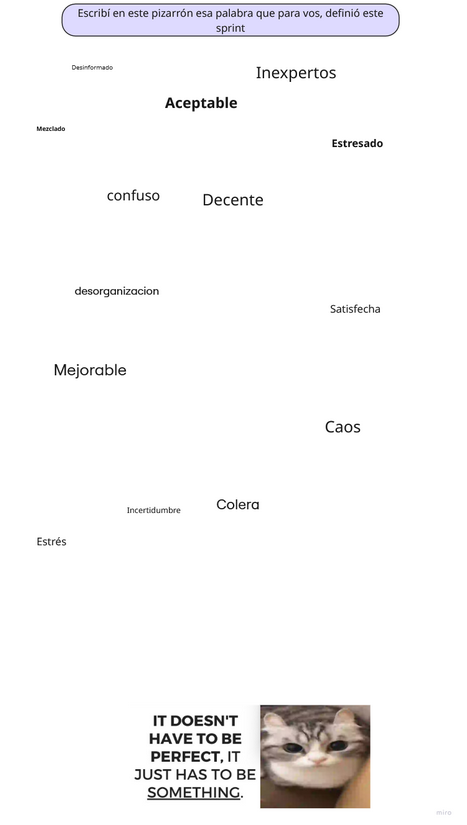 Escribí en este pizarrón esa palabra que para vos, definió este
sprint
Desinformado
Inexpertos
Aceptable
Mezclado
Estresado
confuso
Decente
desorganizacion
Satisfecha
Mejorable
Caos
Colera
Incertidumbre
Estrés
IT DOESN'T
HAVE TO BE
PERFECT, IT
JUST HAS TO BE
SOMETHING.
miro